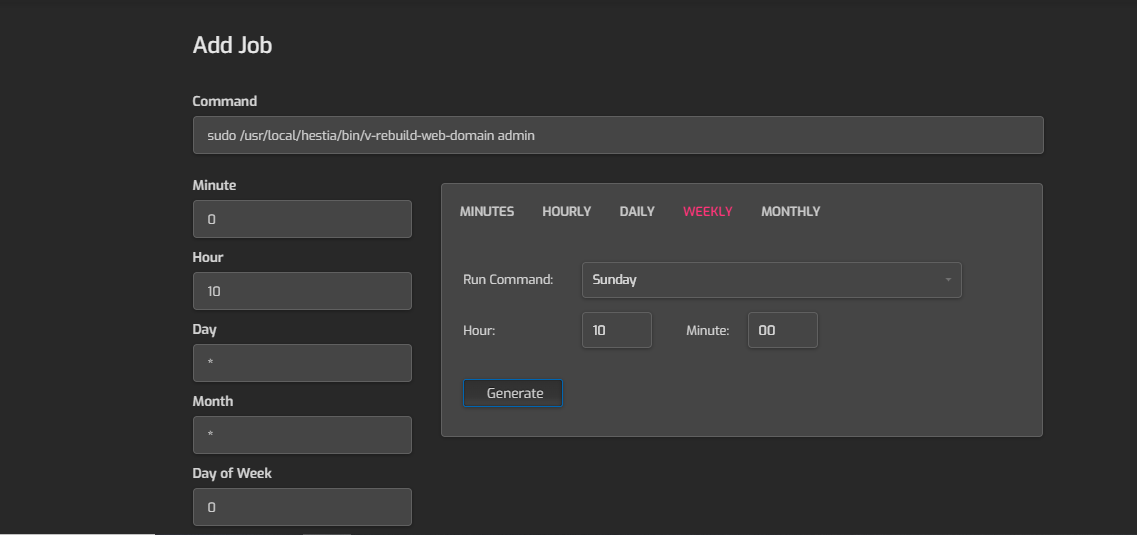 Add Job
Command
sudo /usr/local/hestia/bin/v-rebuild-web-domain admin
Minute
0
Hour
10
Day
*
Month
*
Day of Week
0
MINUTES HOURLY DAILY WEEKLY MONTHLY
Run Command: Sunday
Hour: 10 Minute: 00
Generate